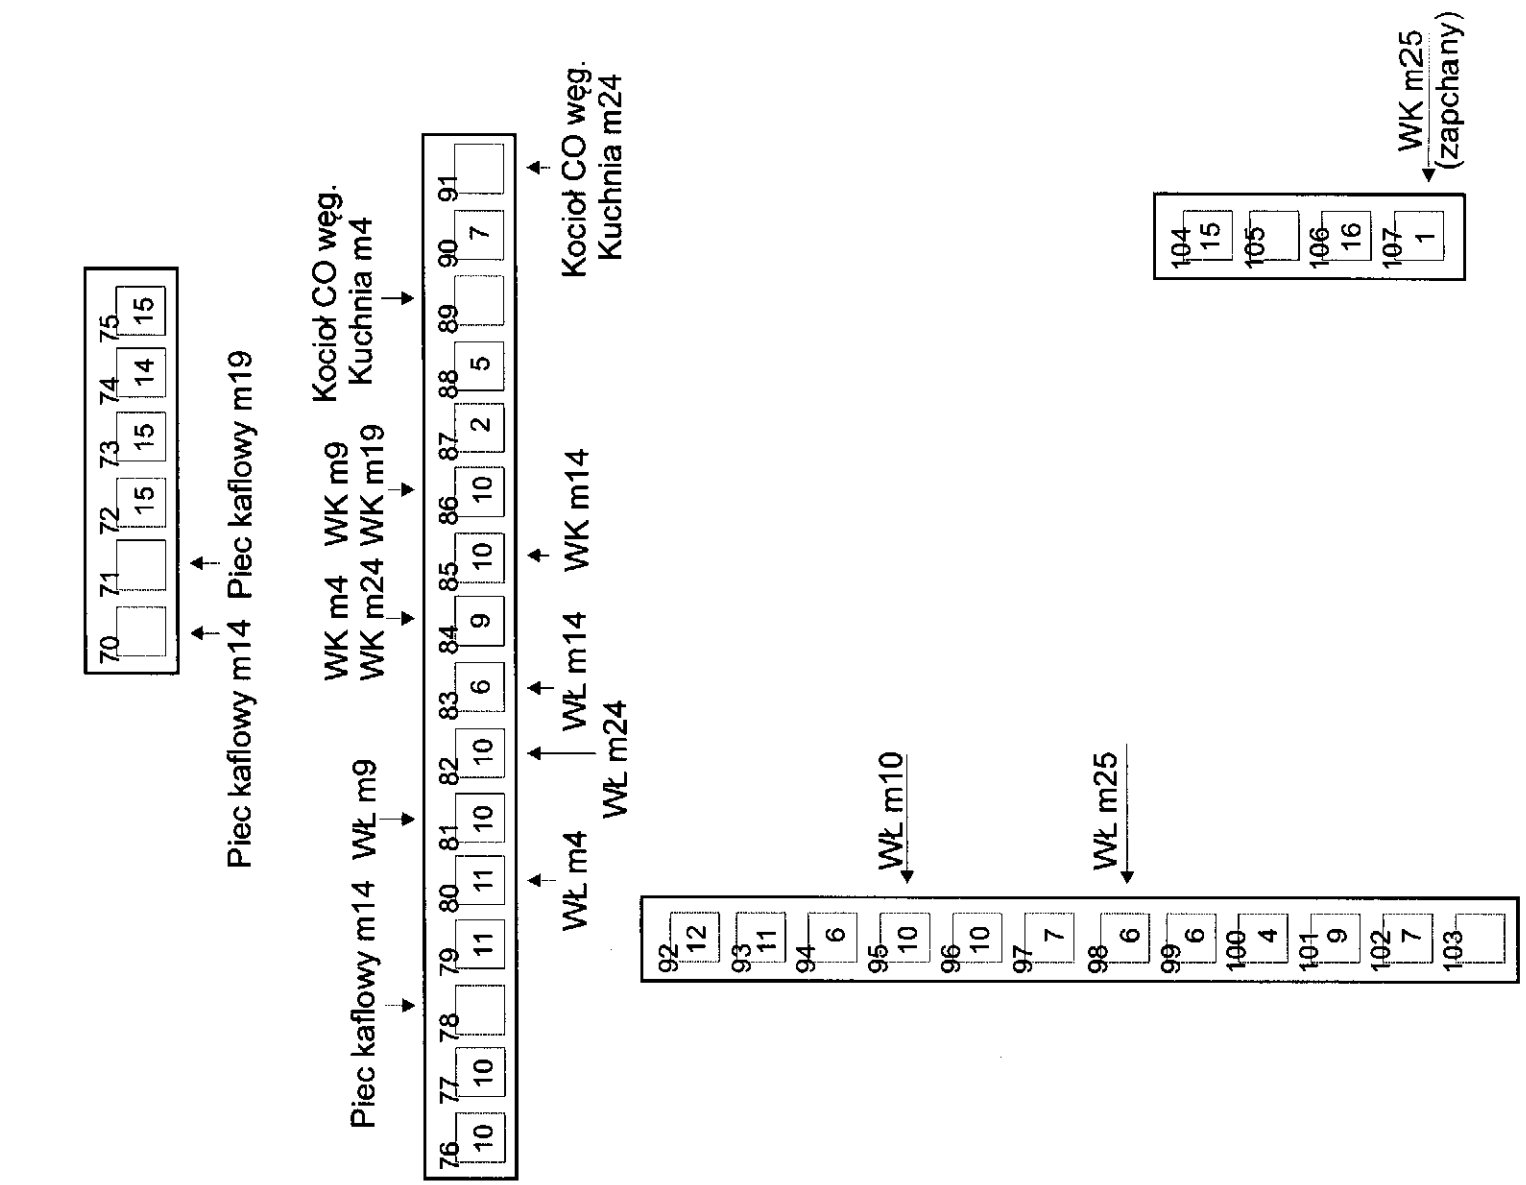 70 71 72 73 74 75
15 15 14 15
Piec kaflowy m14 Piec kaflowy m19
Piec kaflowy m14 WŁ m9
WK m4 WK m9
WK m24 WK m19
Kocioł CO węg.
Kuchnia m4
76 77 78 79 80 81 82 83 84 85 86 87 88 89 90 91
10 10 11 11 10 10 6 9 10 10 2 5 7
WŁ m4
WŁ m24
WŁ m14
WK m14
Kocioł CO węg.
Kuchnia m24
92 12
93 11
94 6
95 10
96 10
97 7
98 6
99 6
100 4
101 9
102 7
103
WŁ m10
WŁ m25
104 15
105
106 16
107 1
WK m25
(zapchany)